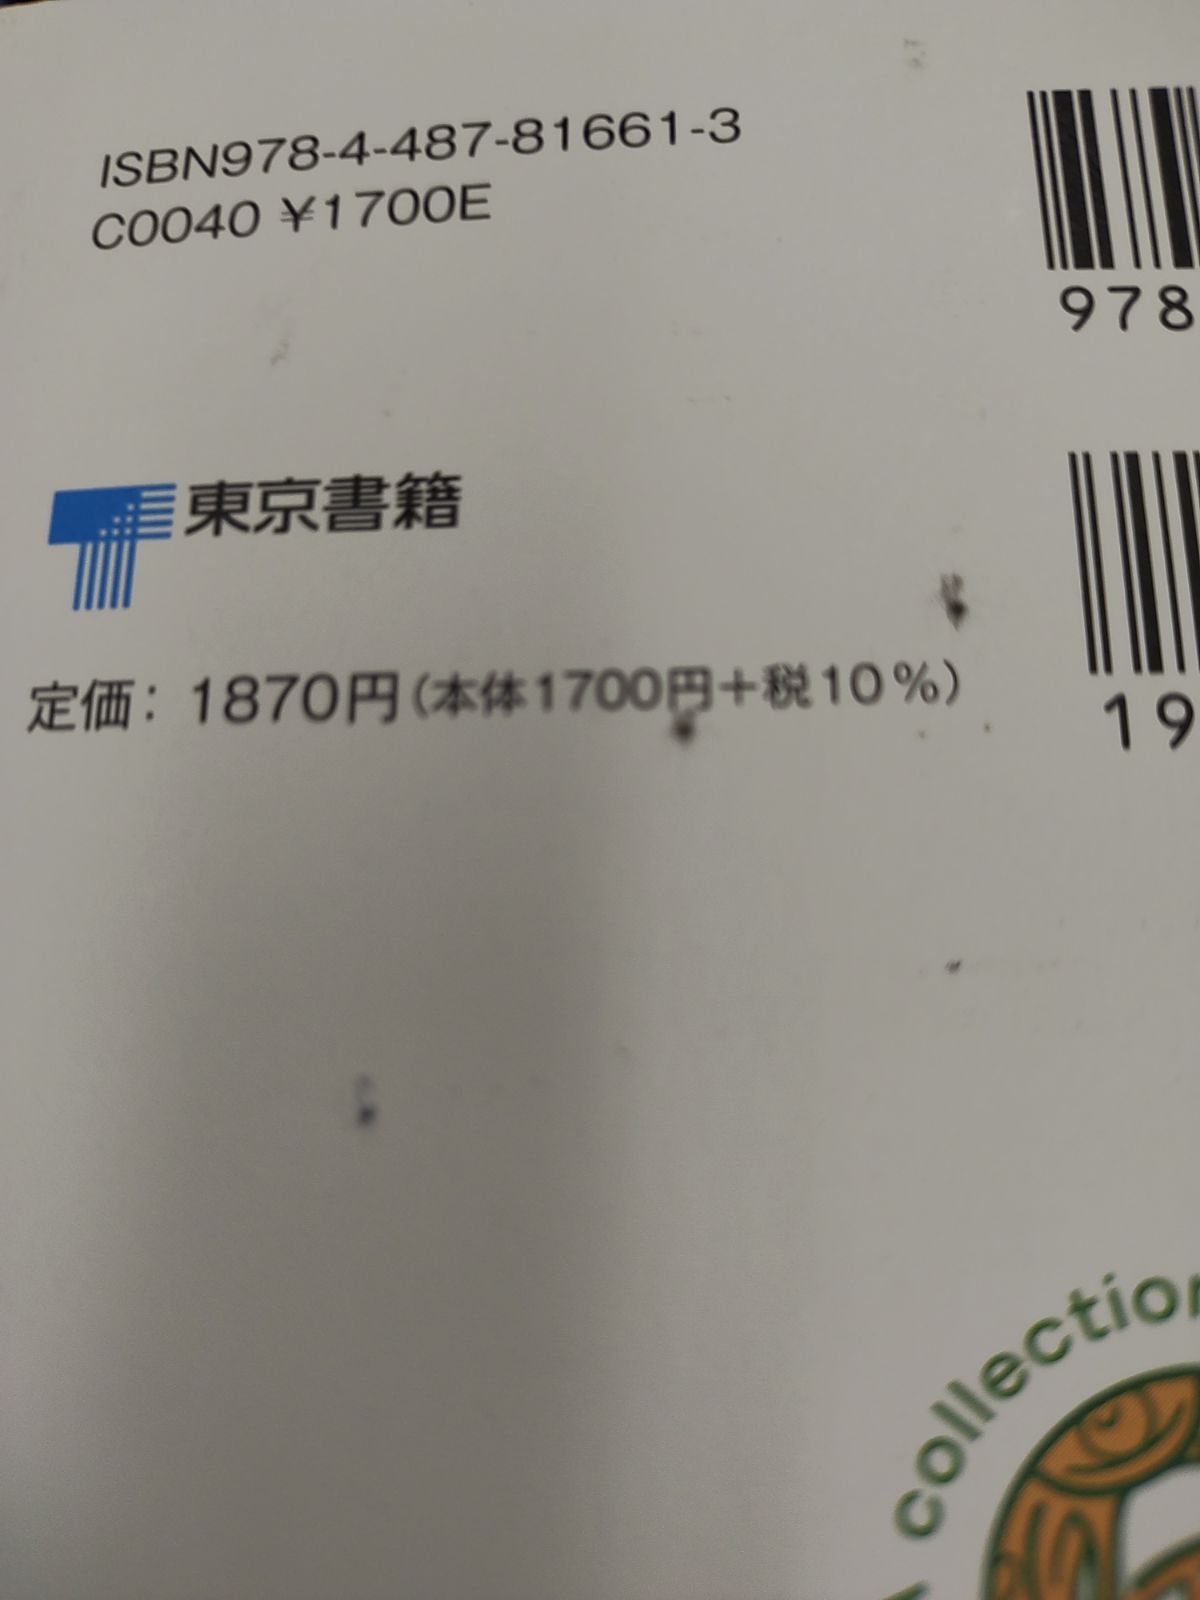 ISBN978-4-487-81661-3
C0040 ¥1700E
978
東京書籍
定価：1870円（本体1700円＋税10％）
19
collection